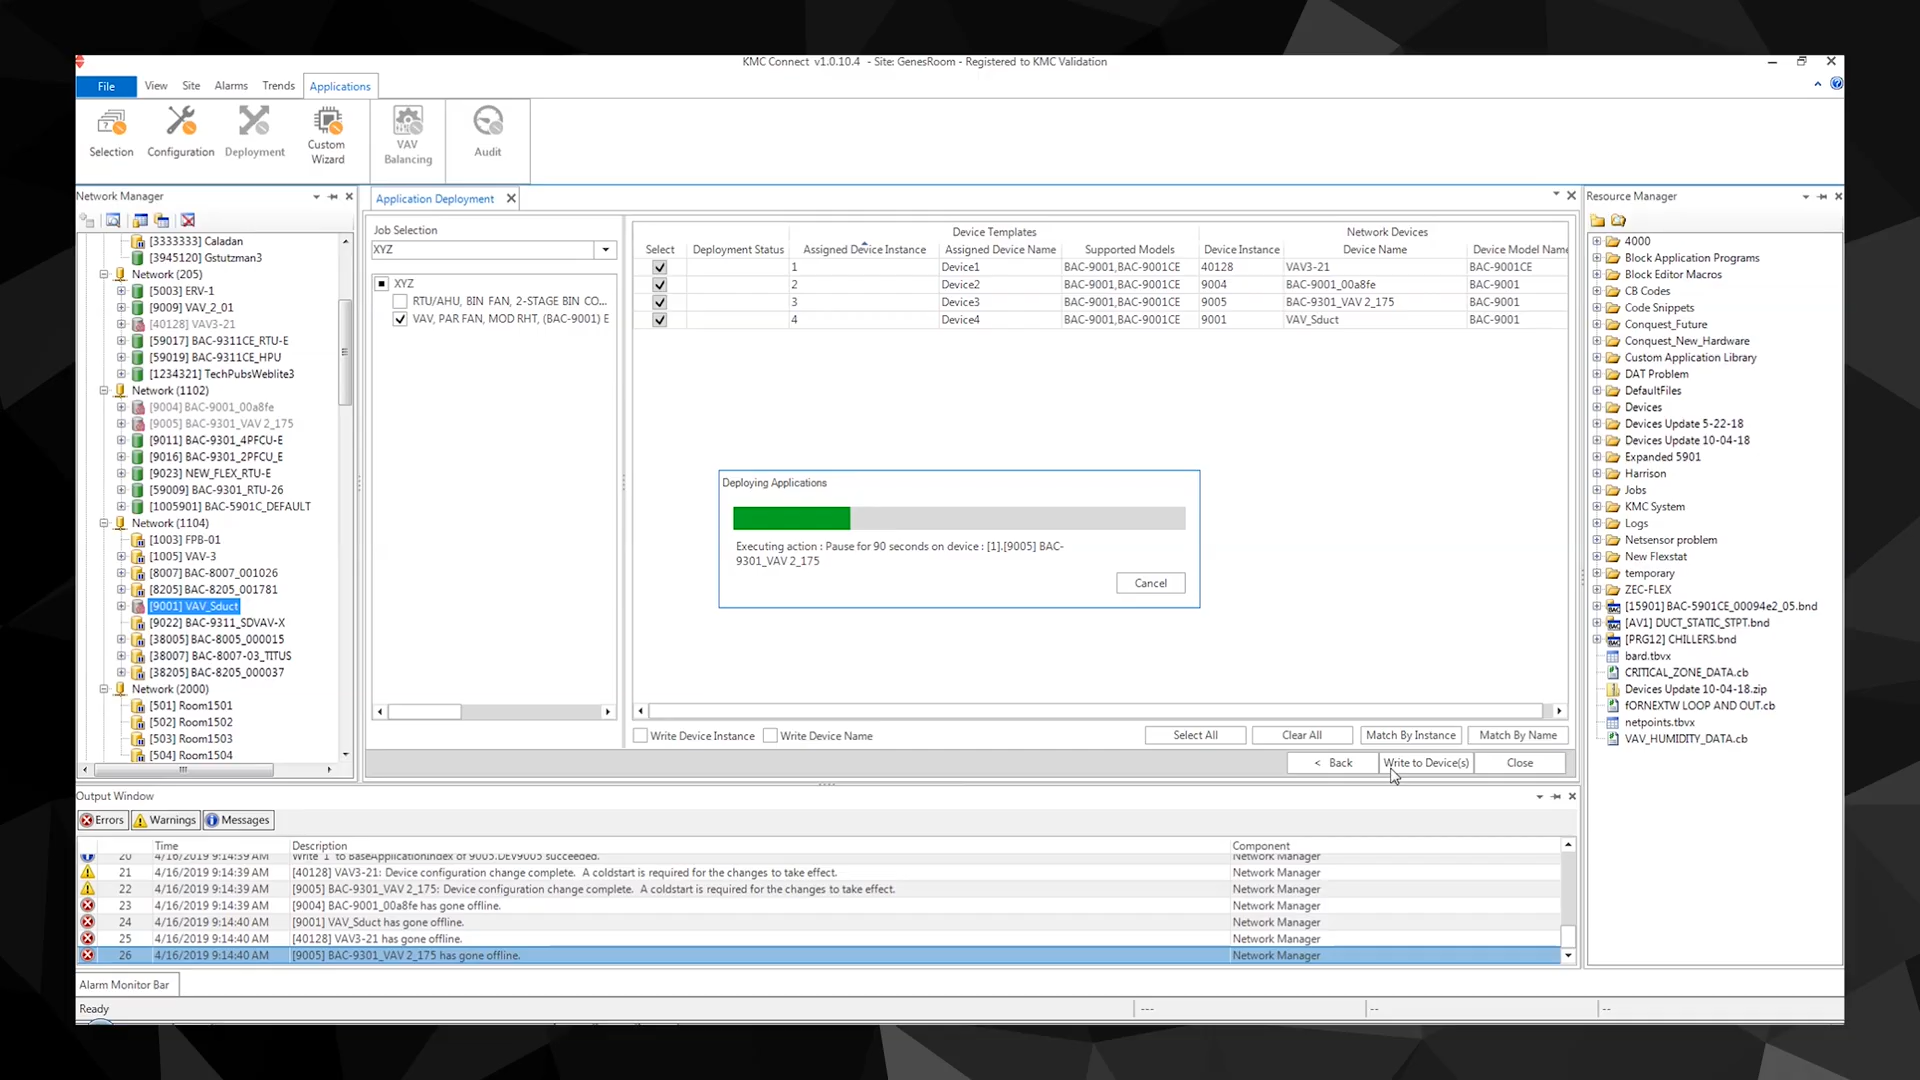 KMC Connect v1.0.10.4 - Site: GenesRoom - Registered to KMC Validation
File View Site Alarms Trends Applications
Selection Configuration Deployment Custom Wizard VAV Balancing Audit
Network Manager
[3333333] Caladan
[3945120] Gstutzman3
Network (205)
[5003] ERV-1
[9009] VAV_2_01
[40128] VAV3-21
[59017] BAC-9311CE_RTU-E
[59019] BAC-9311CE_HPU
[1234321] TechPubsWeblite3
Network (1102)
[9004] BAC-9001_00a8fe
[9005] BAC-9301_VAV 2_175
[9011] BAC-9301_4PFCU-E
[9016] BAC-9301_2PFCU_E
[9023] NEW_FLEX_RTU-E
[59009] BAC-9301_RTU-26
[1005901] BAC-5901C_DEFAULT
Network (1104)
[1003] FPB-01
[1005] VAV-3
[8007] BAC-8007_001026
[8205] BAC-8205_001781
[9001] VAV_Sduct
[9022] BAC-9311_SDVAV-X
[38005] BAC-8005_000015
[38007] BAC-8007-03_TITUS
[38205] BAC-8205_000037
Network (2000)
[501] Room1501
[502] Room1502
[503] Room1503
[504] Room1504
Application Deployment
Job Selection
XYZ
XYZ
RTU/AHU, BIN FAN, 2-STAGE BIN CO...
VAV, PAR FAN, MOD RHT, (BAC-9001) E
Device Templates Network Devices
Select Deployment Status Assigned Device Instance Assigned Device Name Supported Models Device Instance Device Name Device Model Name
1 Device1 BAC-9001,BAC-9001CE 40128 VAV3-21 BAC-9001CE
2 Device2 BAC-9001,BAC-9001CE 9004 BAC-9001_00a8fe BAC-9001
3 Device3 BAC-9001,BAC-9001CE 9005 BAC-9301_VAV 2_175 BAC-9001
4 Device4 BAC-9001,BAC-9001CE 9001 VAV_Sduct BAC-9001
Deploying Applications
Executing action : Pause for 90 seconds on device : [1].[9005] BAC-
9301_VAV 2_175
Cancel
Write Device Instance Write Device Name Select All Clear All Match By Instance Match By Name
< Back Write to Device(s) Close
Resource Manager
4000
Block Application Programs
Block Editor Macros
CB Codes
Code Snippets
Conquest_Future
Conquest_New_Hardware
Custom Application Library
DAT Problem
DefaultFiles
Devices
Devices Update 5-22-18
Devices Update 10-04-18
Expanded 5901
Harrison
Jobs
KMC System
Logs
Netsensor problem
New Flexstat
temporary
ZEC-FLEX
[15901] BAC-5901CE_00094e2_05.bnd
[AV1] DUCT_STATIC_STPT.bnd
[PRG12] CHILLERS.bnd
bard.tbvx
CRITICAL_ZONE_DATA.cb
Devices Update 10-04-18.zip
fORNEXTW LOOP AND OUT.cb
netpoints.tbvx
VAV_HUMIDITY_DATA.cb
Output Window
Errors Warnings Messages
Time Description Component
20 4/16/2019 9:14:39 AM Write '1' to BaseApplicationIndex of 9005.DEV9005 succeeded. Network Manager
21 4/16/2019 9:14:39 AM [40128] VAV3-21: Device configuration change complete. A coldstart is required for the changes to take effect. Network Manager
22 4/16/2019 9:14:39 AM [9005] BAC-9301_VAV 2_175: Device configuration change complete. A coldstart is required for the changes to take effect. Network Manager
23 4/16/2019 9:14:39 AM [9004] BAC-9001_00a8fe has gone offline. Network Manager
24 4/16/2019 9:14:40 AM [9001] VAV_Sduct has gone offline. Network Manager
25 4/16/2019 9:14:40 AM [40128] VAV3-21 has gone offline. Network Manager
26 4/16/2019 9:14:40 AM [9005] BAC-9301_VAV 2_175 has gone offline. Network Manager
Alarm Monitor Bar
Ready --- -- --